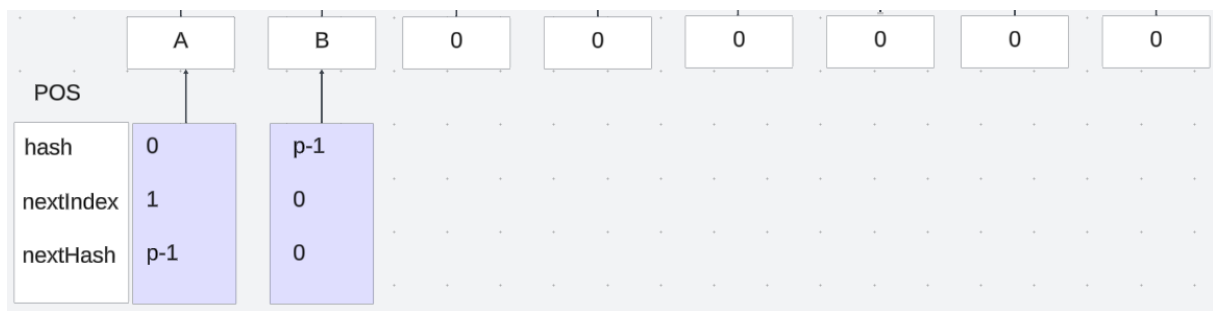 A B 0 0 0 0 0 0
POS
hash 0 p-1
nextIndex 1 0
nextHash p-1 0